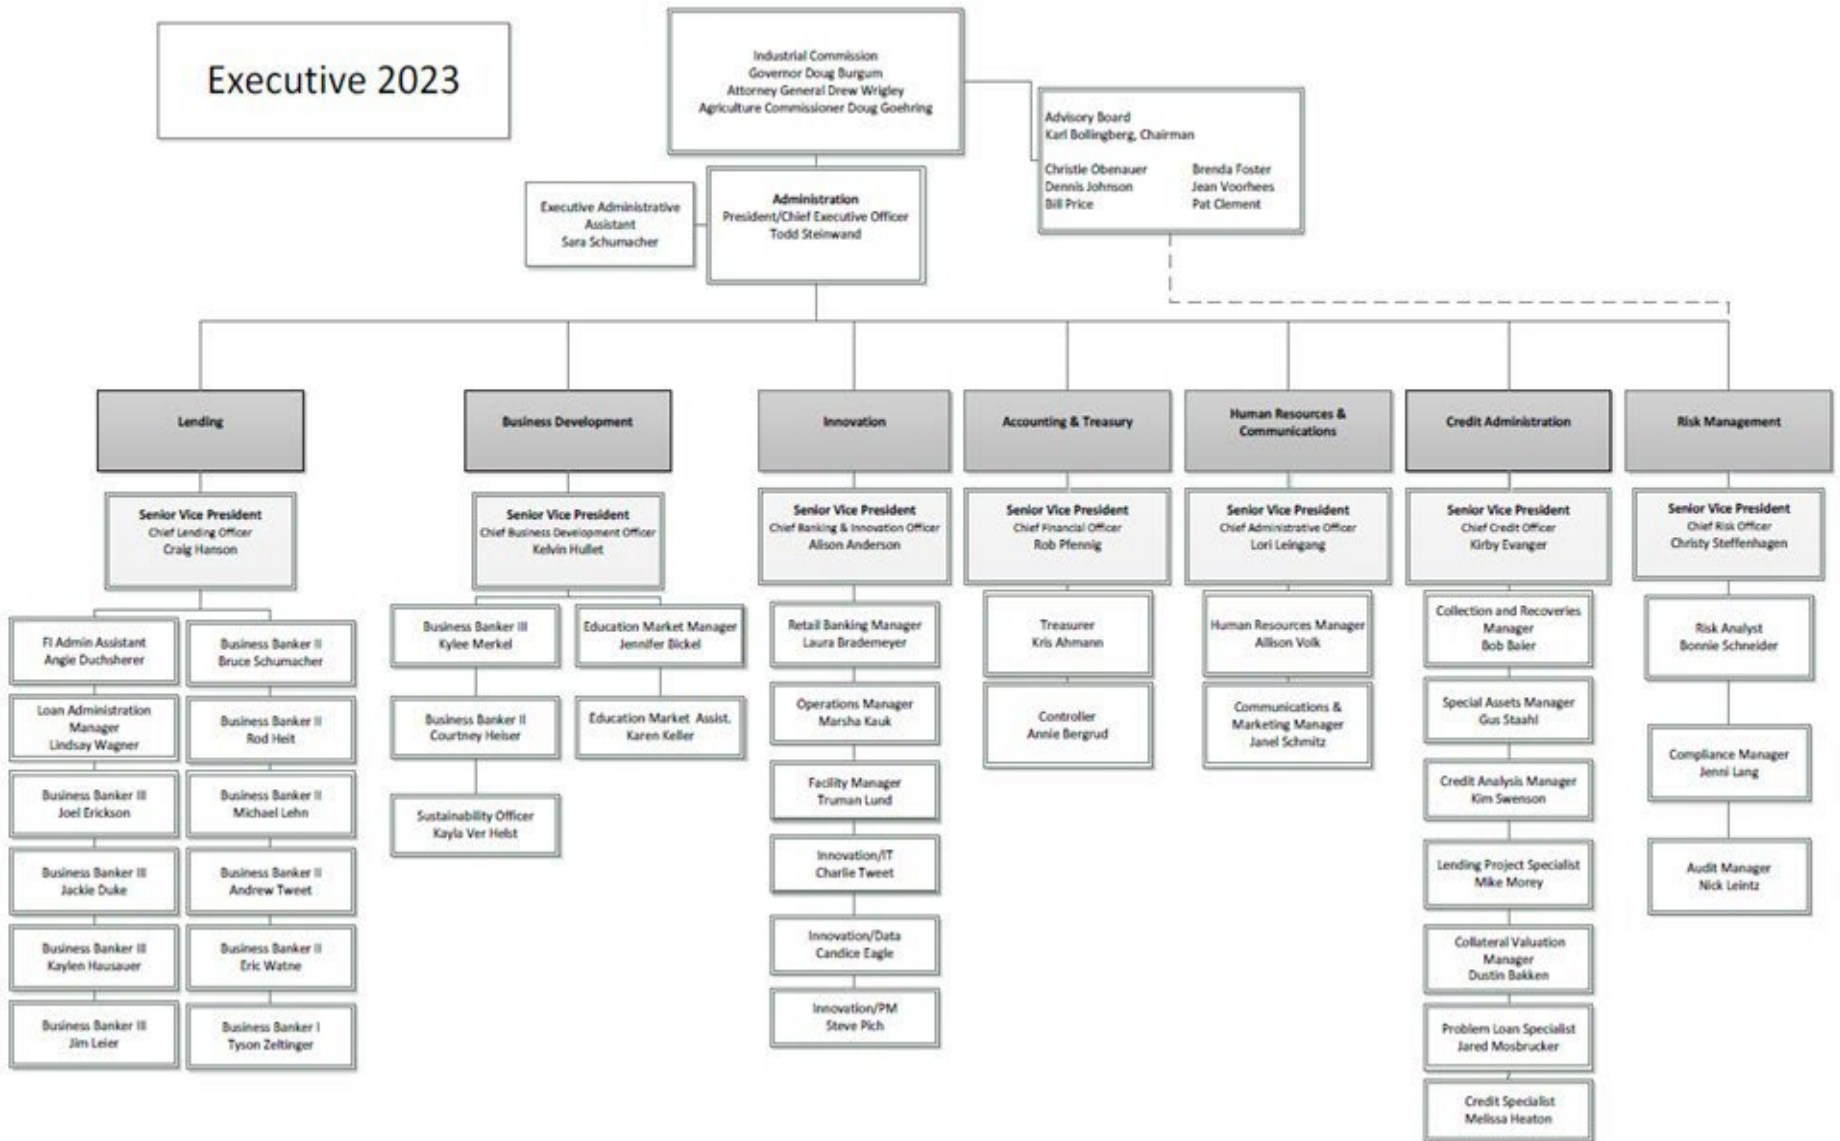 Executive 2023
Industrial Commission
Governor Doug Burgum
Attorney General Drew Wrigley
Agriculture Commissioner Doug Goehring
Advisory Board
Karl Bollingberg, Chairman
Christie Obenauer
Dennis Johnson
Bill Price
Brenda Foster
Jean Voorhees
Pat Clement
Executive Administrative
Assistant
Sara Schumacher
Administration
President/Chief Executive Officer
Todd Steinwand
Lending
Senior Vice President
Chief Lending Officer
Craig Hanson
FI Admin Assistant
Angie Duchsherer
Loan Administration
Manager
Lindsay Wagner
Business Banker III
Joel Erickson
Business Banker III
Jackie Duke
Business Banker III
Kaylen Hausauer
Business Banker III
Jim Leier
Business Banker II
Bruce Schumacher
Business Banker II
Rod Heit
Business Banker II
Michael Lehn
Business Banker II
Andrew Tweet
Business Banker II
Eric Watne
Business Banker I
Tyson Zeltinger
Business Development
Senior Vice President
Chief Business Development Officer
Kelvin Hullet
Business Banker III
Kylee Merkel
Business Banker II
Courtney Heiser
Sustainability Officer
Kayla Ver Helst
Education Market Manager
Jennifer Bickel
Education Market Assist.
Karen Keller
Innovation
Senior Vice President
Chief Banking & Innovation Officer
Alison Anderson
Retail Banking Manager
Laura Brademeyer
Operations Manager
Marsha Kauk
Facility Manager
Truman Lund
Innovation/IT
Charlie Tweet
Innovation/Data
Candice Eagle
Innovation/PM
Steve Pich
Accounting & Treasury
Senior Vice President
Chief Financial Officer
Rob Pfennig
Treasurer
Kris Ahmann
Controller
Annie Bergrud
Human Resources &
Communications
Senior Vice President
Chief Administrative Officer
Lori Leingang
Human Resources Manager
Allison Volk
Communications &
Marketing Manager
Janel Schmitz
Credit Administration
Senior Vice President
Chief Credit Officer
Kirby Evanger
Collection and Recoveries
Manager
Bob Baier
Special Assets Manager
Gus Staahl
Credit Analysis Manager
Kim Swenson
Lending Project Specialist
Mike Morey
Collateral Valuation
Manager
Dustin Bakken
Problem Loan Specialist
Jared Mosbrucker
Credit Specialist
Melissa Heaton
Risk Management
Senior Vice President
Chief Risk Officer
Christy Steffenhagen
Risk Analyst
Bonnie Schneider
Compliance Manager
Jenni Lang
Audit Manager
Nick Leintz